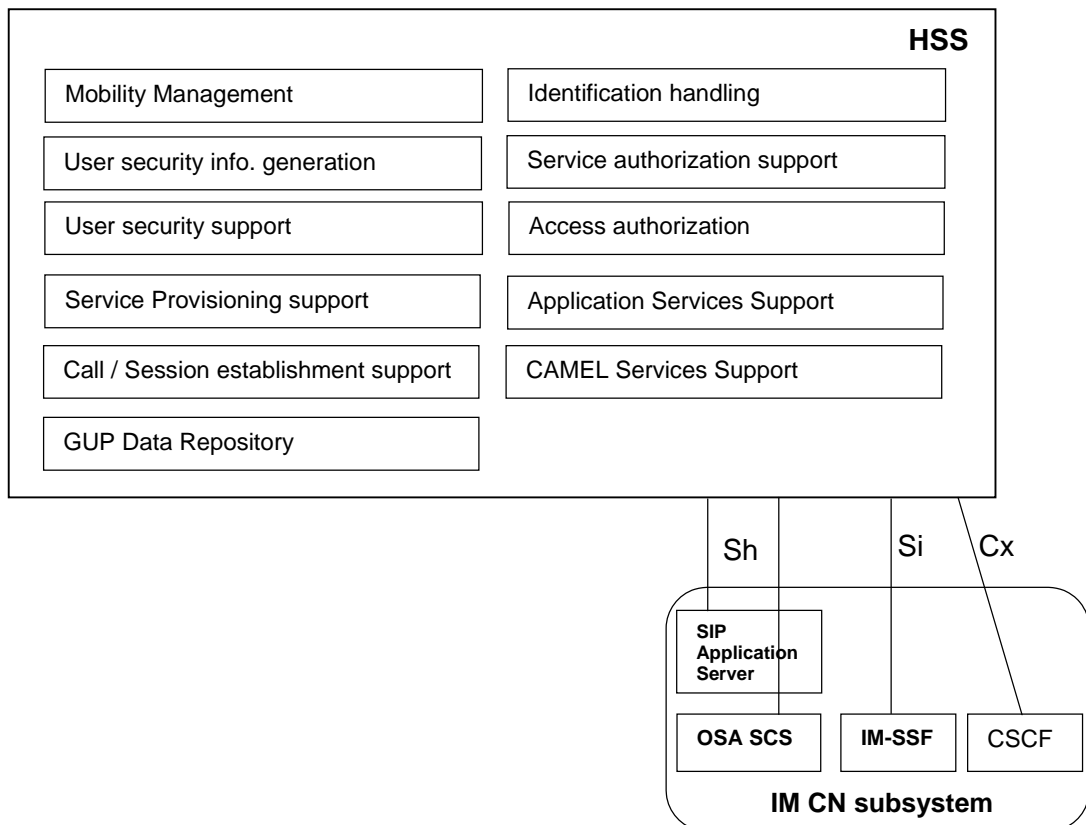 HSS
Mobility Management
Identification handling
User security info. generation
Service authorization support
User security support
Access authorization
Service Provisioning support
Application Services Support
Call / Session establishment support
CAMEL Services Support
GUP Data Repository
Sh
Si
Cx
SIP
Application
Server
OSA SCS
IM-SSF
CSCF
IM CN subsystem